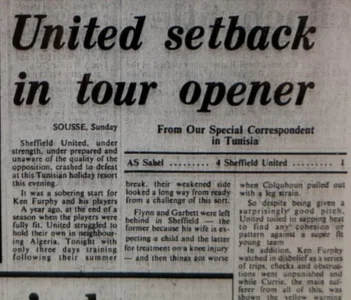 United setback
in tour opener
SOUSSE, Sunday
Sheffield United, under
strength, under prepared and
unaware of the quality of the
opposition, crashed to defeat
at this Tunisian holiday resort
this evening.
It was a sobering start for
Ken Furphy and his players
A year ago, at the end of a
season when the players were
fully fit. United struggled to
hold their own in neighbour-
ing Algeria. Tonight with
only three days training
following their summer
From Our Special Correspondent
in Tunisia
AS Sahel ......... 4 Sheffield United ......... 1
break, their weakened side
looked a long way from ready
from a challenge of this sort.
Flynn and Garbett were left
behind in Sheffield — the
former because his wife is ex-
pecting a child and the latter
for treatment on a knee injury
— and then things got worse
when Colquhoun pulled out
with a leg strain.
So despite being given a
surprisingly good pitch,
United toiled in sapping heat
to find any cohesion or
pattern against a super fit
young team
In addition, Ken Furphy
watched in disbelief as a series
of trips, checks and obstruc-
tions went unpunished and
while Currie, the main suf-
ferer from all of this, was
shown the yellow warning